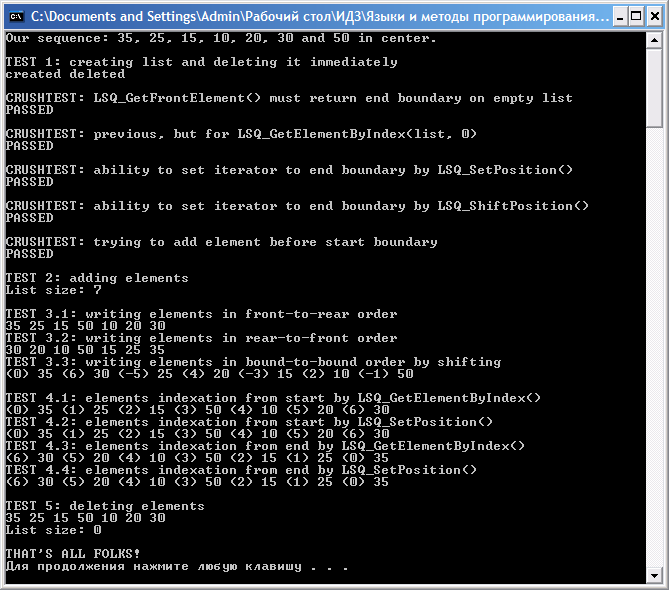 C:\Documents and Settings\Admin\Рабочий стол\ИДЗ\Языки и методы программирования...
Our sequence: 35, 25, 15, 10, 20, 30 and 50 in center.
TEST 1: creating list and deleting it immediately
created deleted
CRUSHTEST: LSQ_GetFrontElement() must return end boundary on empty list
PASSED
CRUSHTEST: previous, but for LSQ_GetElementByIndex(list, 0)
PASSED
CRUSHTEST: ability to set iterator to end boundary by LSQ_SetPosition()
PASSED
CRUSHTEST: ability to set iterator to end boundary by LSQ_ShiftPosition()
PASSED
CRUSHTEST: trying to add element before start boundary
PASSED
TEST 2: adding elements
List size: 7
TEST 3.1: writing elements in front-to-rear order
35 25 15 50 10 20 30
TEST 3.2: writing elements in rear-to-front order
30 20 10 50 15 25 35
TEST 3.3: writing elements in bound-to-bound order by shifting
(0) 35 (6) 30 (-5) 25 (4) 20 (-3) 15 (2) 10 (-1) 50
TEST 4.1: elements indexation from start by LSQ_GetElementByIndex()
(0) 35 (1) 25 (2) 15 (3) 50 (4) 10 (5) 20 (6) 30
TEST 4.2: elements indexation from start by LSQ_SetPosition()
(0) 35 (1) 25 (2) 15 (3) 50 (4) 10 (5) 20 (6) 30
TEST 4.3: elements indexation from end by LSQ_GetElementByIndex()
(6) 30 (5) 20 (4) 10 (3) 50 (2) 15 (1) 25 (0) 35
TEST 4.4: elements indexation from end by LSQ_SetPosition()
(6) 30 (5) 20 (4) 10 (3) 50 (2) 15 (1) 25 (0) 35
TEST 5: deleting elements
35 25 15 50 10 20 30
List size: 0
THAT'S ALL FOLKS!
Для продолжения нажмите любую клавишу . . .